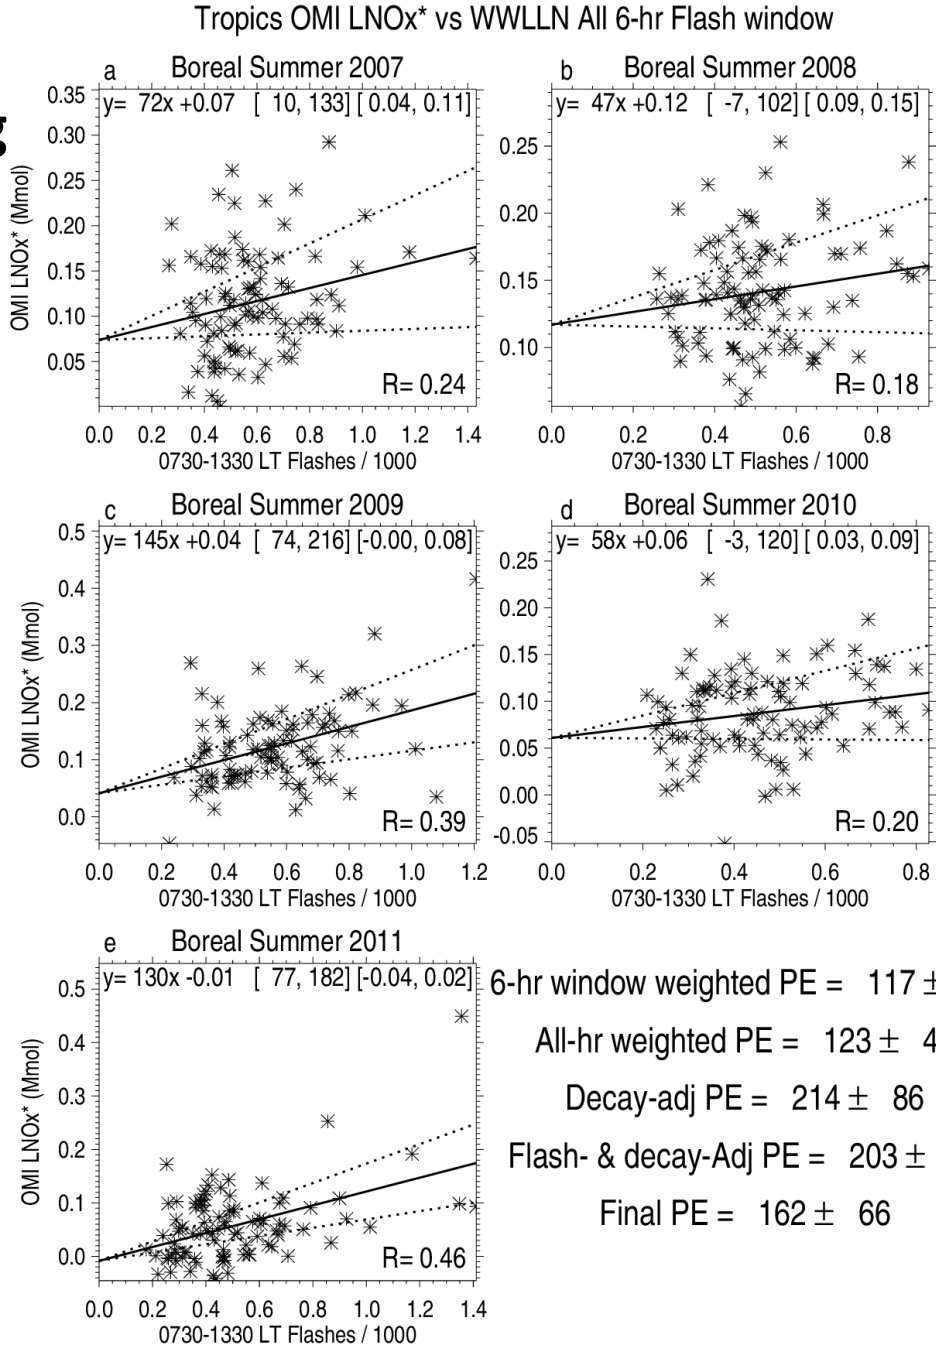 Tropics OMI LNOx* vs WWLLN All 6-hr Flash window
a Boreal Summer 2007
y= 72x +0.07 [ 10, 133] [ 0.04, 0.11]
0.35
0.30
0.25
0.20
0.15
0.10
0.05
OMI LNOx* (Mmol)
R= 0.24
0.0 0.2 0.4 0.6 0.8 1.0 1.2 1.4
0730-1330 LT Flashes / 1000
b Boreal Summer 2008
y= 47x +0.12 [ -7, 102] [ 0.09, 0.15]
0.25
0.20
0.15
0.10
R= 0.18
0.0 0.2 0.4 0.6 0.8
0730-1330 LT Flashes / 1000
c Boreal Summer 2009
y= 145x +0.04 [ 74, 216] [-0.00, 0.08]
0.5
0.4
0.3
0.2
0.1
0.0
OMI LNOx* (Mmol)
R= 0.39
0.0 0.2 0.4 0.6 0.8 1.0 1.2
0730-1330 LT Flashes / 1000
d Boreal Summer 2010
y= 58x +0.06 [ -3, 120] [ 0.03, 0.09]
0.25
0.20
0.15
0.10
0.05
0.00
-0.05
R= 0.20
0.0 0.2 0.4 0.6 0.8
0730-1330 LT Flashes / 1000
e Boreal Summer 2011
y= 130x -0.01 [ 77, 182] [-0.04, 0.02]
0.5
0.4
0.3
0.2
0.1
0.0
OMI LNOx* (Mmol)
R= 0.46
0.0 0.2 0.4 0.6 0.8 1.0 1.2 1.4
0730-1330 LT Flashes / 1000
6-hr window weighted PE = 117 ±
All-hr weighted PE = 123 ± 4
Decay-adj PE = 214 ± 86
Flash- & decay-Adj PE = 203 ±
Final PE = 162 ± 66